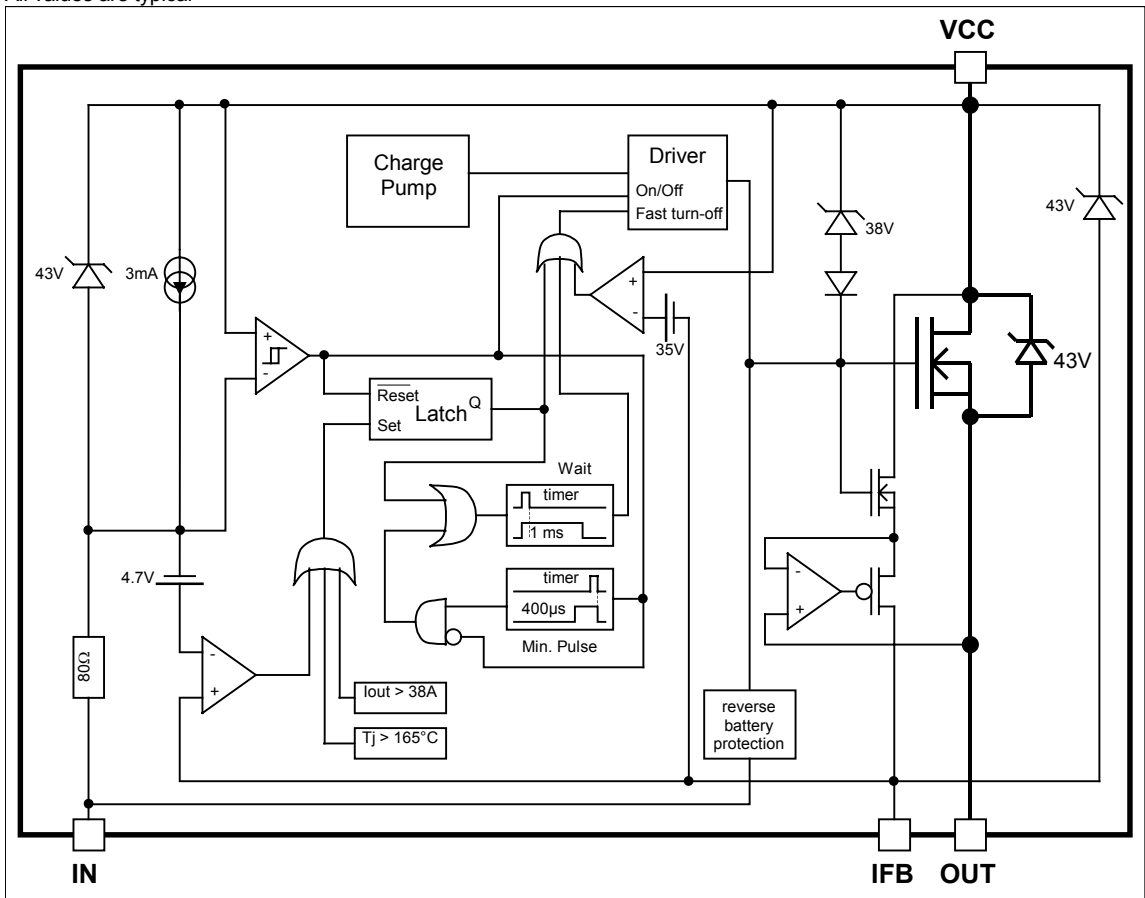 All values are typical
VCC
Charge
Pump
Driver
On/Off
Fast turn-off
43V
3mA
38V
43V
+
-
35V
+
-
43V
Reset
Latch
Q
Set
Wait
timer
1 ms
4.7V
timer
400µs
Min. Pulse
-
+
80Ω
-
+
Iout > 38A
Tj > 165°C
reverse
battery
protection
IN
IFB
OUT